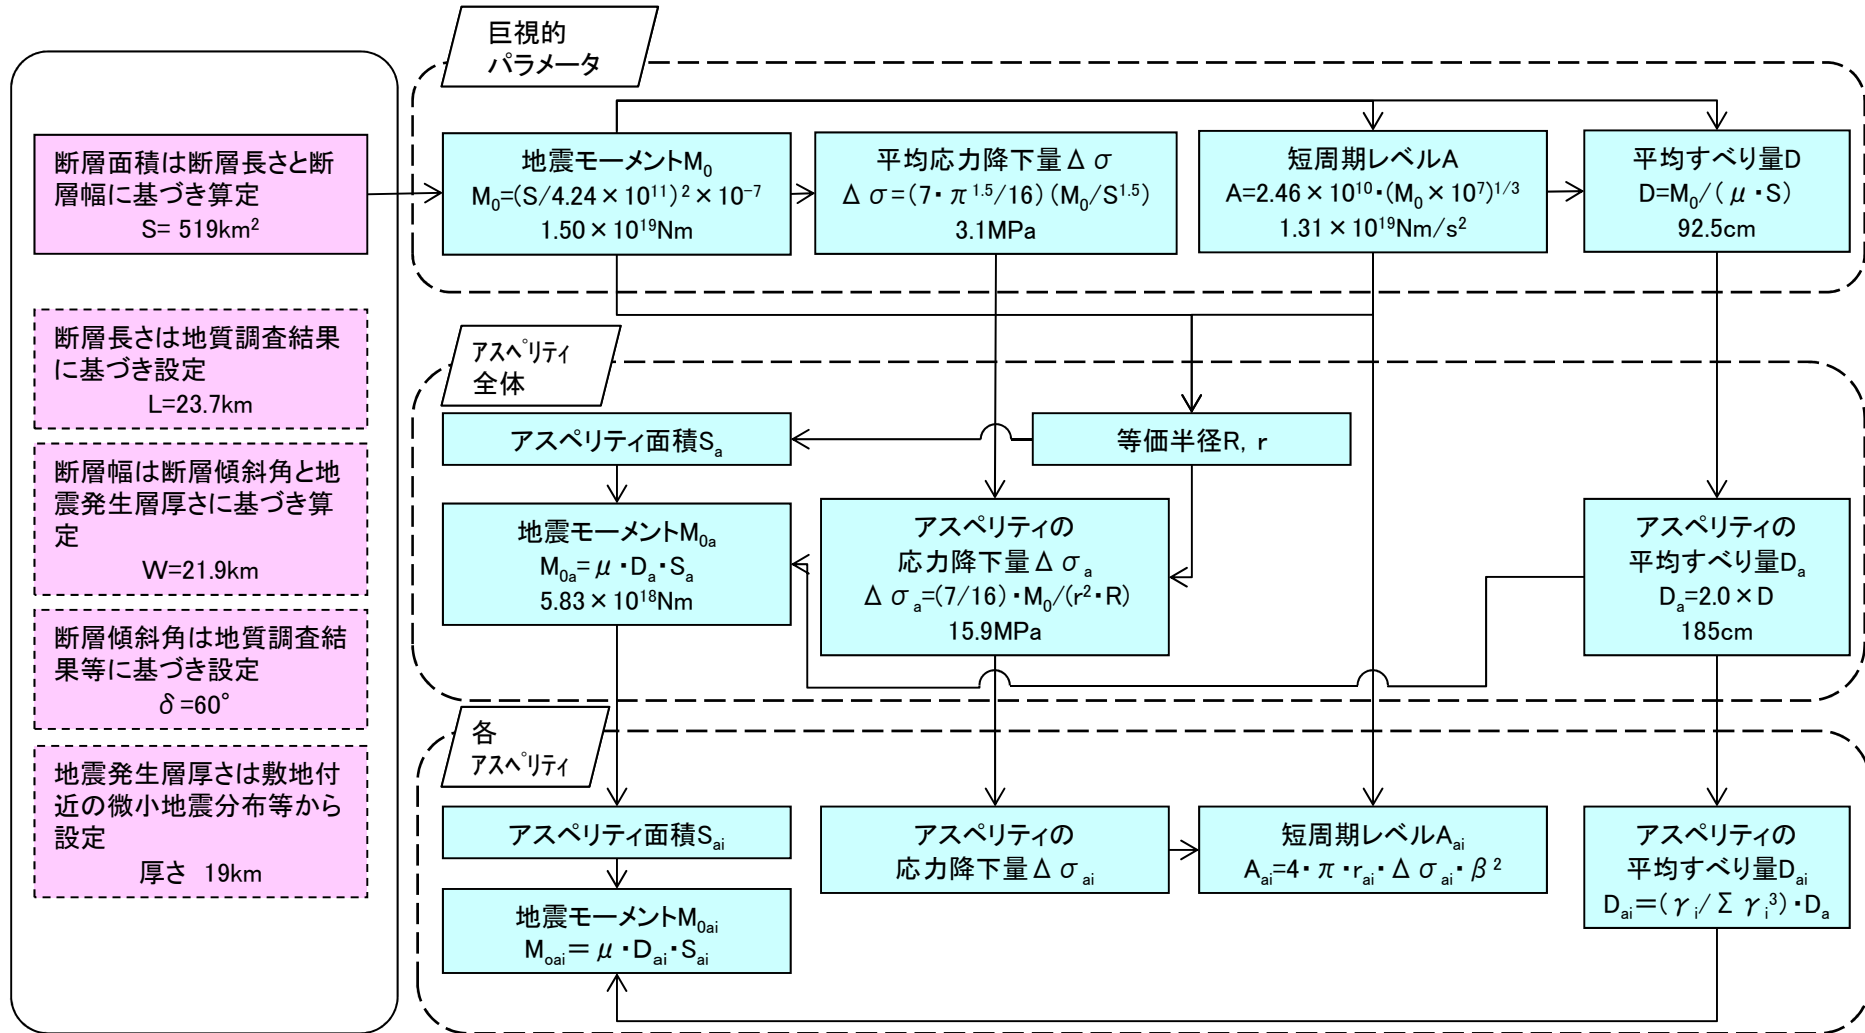 断層面積は断層長さと断
層幅に基づき算定
S= 519km²
断層長さは地質調査結果
に基づき設定
L=23.7km
断層幅は断層傾斜角と地
震発生層厚さに基づき算
定
W=21.9km
断層傾斜角は地質調査結
果等に基づき設定
δ=60°
地震発生層厚さは敷地付
近の微小地震分布等から
設定
厚さ 19km
巨視的
パラメータ
地震モーメントM₀
M₀=(S/4.24×10¹¹)²×10⁻⁷
1.50×10¹⁹Nm
平均応力降下量Δσ
Δσ=(7・π¹·⁵/16)(M₀/S¹·⁵)
3.1MPa
短周期レベルA
A=2.46×10¹⁰・(M₀×10⁷)¹/³
1.31×10¹⁹Nm/s²
平均すべり量D
D=M₀/(μ・S)
92.5cm
アスペリティ
全体
アスペリティ面積Sₐ
等価半径R, r
地震モーメントM₀ₐ
M₀ₐ=μ・Dₐ・Sₐ
5.83×10¹⁸Nm
アスペリティの
応力降下量Δσₐ
Δσₐ=(7/16)・M₀/(r²・R)
15.9MPa
アスペリティの
平均すべり量Dₐ
Dₐ=2.0×D
185cm
各
アスペリティ
アスペリティ面積Sₐᵢ
地震モーメントM₀ₐᵢ
Mₒₐᵢ=μ・Dₐᵢ・Sₐᵢ
アスペリティの
応力降下量Δσₐᵢ
短周期レベルAₐᵢ
Aₐᵢ=4・π・rₐᵢ・Δσₐᵢ・β²
アスペリティの
平均すべり量Dₐᵢ
Dₐᵢ=(γᵢ/Σγᵢ³)・Dₐ